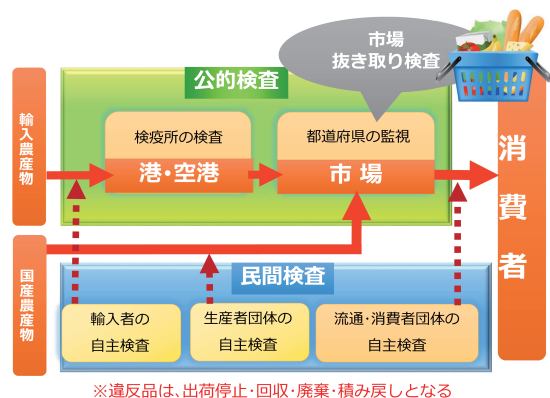 市場
抜き取り検査
公的検査
輸入農産物
検疫所の検査
港・空港
都道府県の監視
市 場
消費者
国産農産物
民間検査
輸入者の
自主検査
生産者団体の
自主検査
流通・消費者団体の
自主検査
※違反品は、出荷停止・回収・廃棄・積み戻しとなる